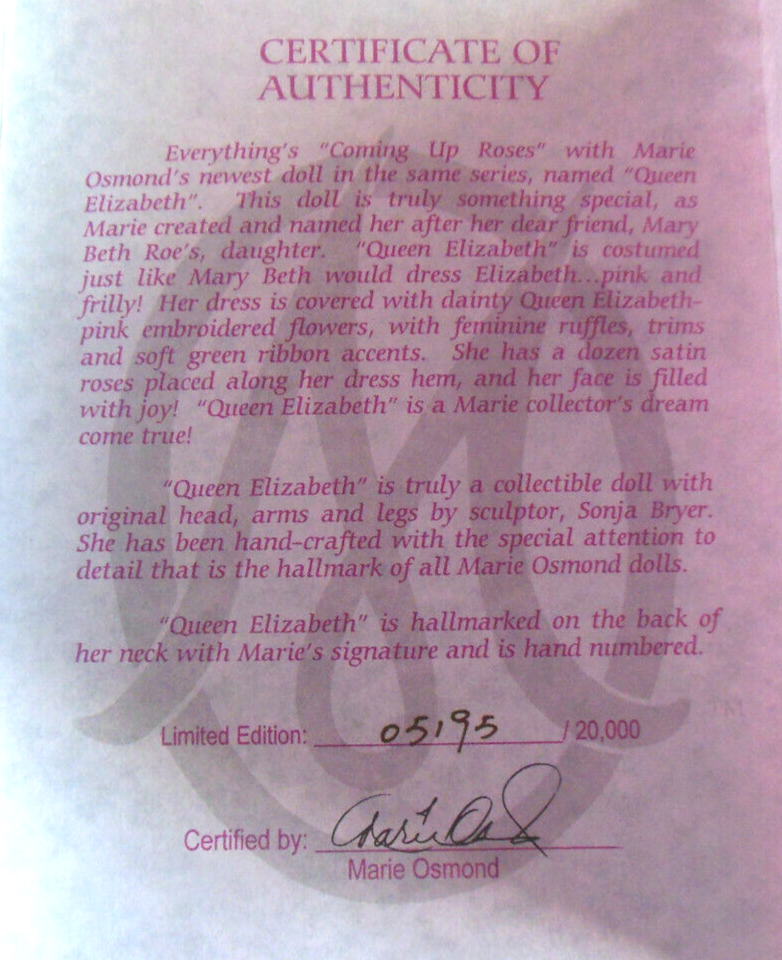 CERTIFICATE OF
AUTHENTICITY
Everything's "Coming Up Roses" with Marie
Osmond's newest doll in the same series, named "Queen
Elizabeth". This doll is truly something special, as
Marie created and named her after her dear friend, Mary
Beth Roe's, daughter. "Queen Elizabeth" is costumed
just like Mary Beth would dress Elizabeth...pink and
frilly! Her dress is covered with dainty Queen Elizabeth-
pink embroidered flowers, with feminine ruffles, trims
and soft green ribbon accents. She has a dozen satin
roses placed along her dress hem, and her face is filled
with joy! "Queen Elizabeth" is a Marie collector's dream
come true!
"Queen Elizabeth" is truly a collectible doll with
original head, arms and legs by sculptor, Sonja Bryer.
She has been hand-crafted with the special attention to
detail that is the hallmark of all Marie Osmond dolls.
"Queen Elizabeth" is hallmarked on the back of
her neck with Marie's signature and is hand numbered.
TM
Limited Edition: 05195 / 20,000
Certified by: Marie Osmond
Marie Osmond